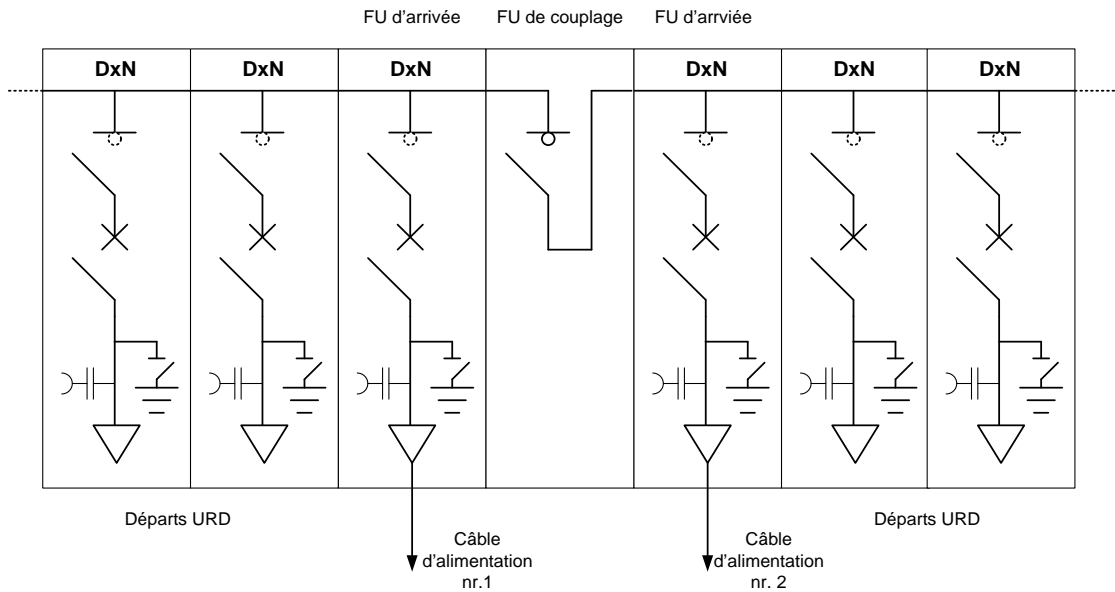 FU d'arrivée
FU de couplage
FU d'arrviée
DxN
DxN
DxN
DxN
DxN
DxN
Départs URD
Départs URD
Câble
d'alimentation
nr.1
Câble
d'alimentation
nr. 2